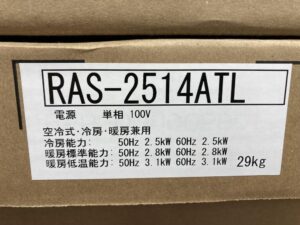 RAS-2514ATL
電源 単相 100V
空冷式・冷房・暖房兼用
冷房能力: 50Hz 2.5kW 60Hz 2.5kW
暖房標準能力: 50Hz 2.8kW 60Hz 2.8kW
暖房低温能力: 50Hz 3.1kW 60Hz 3.1kW 29kg